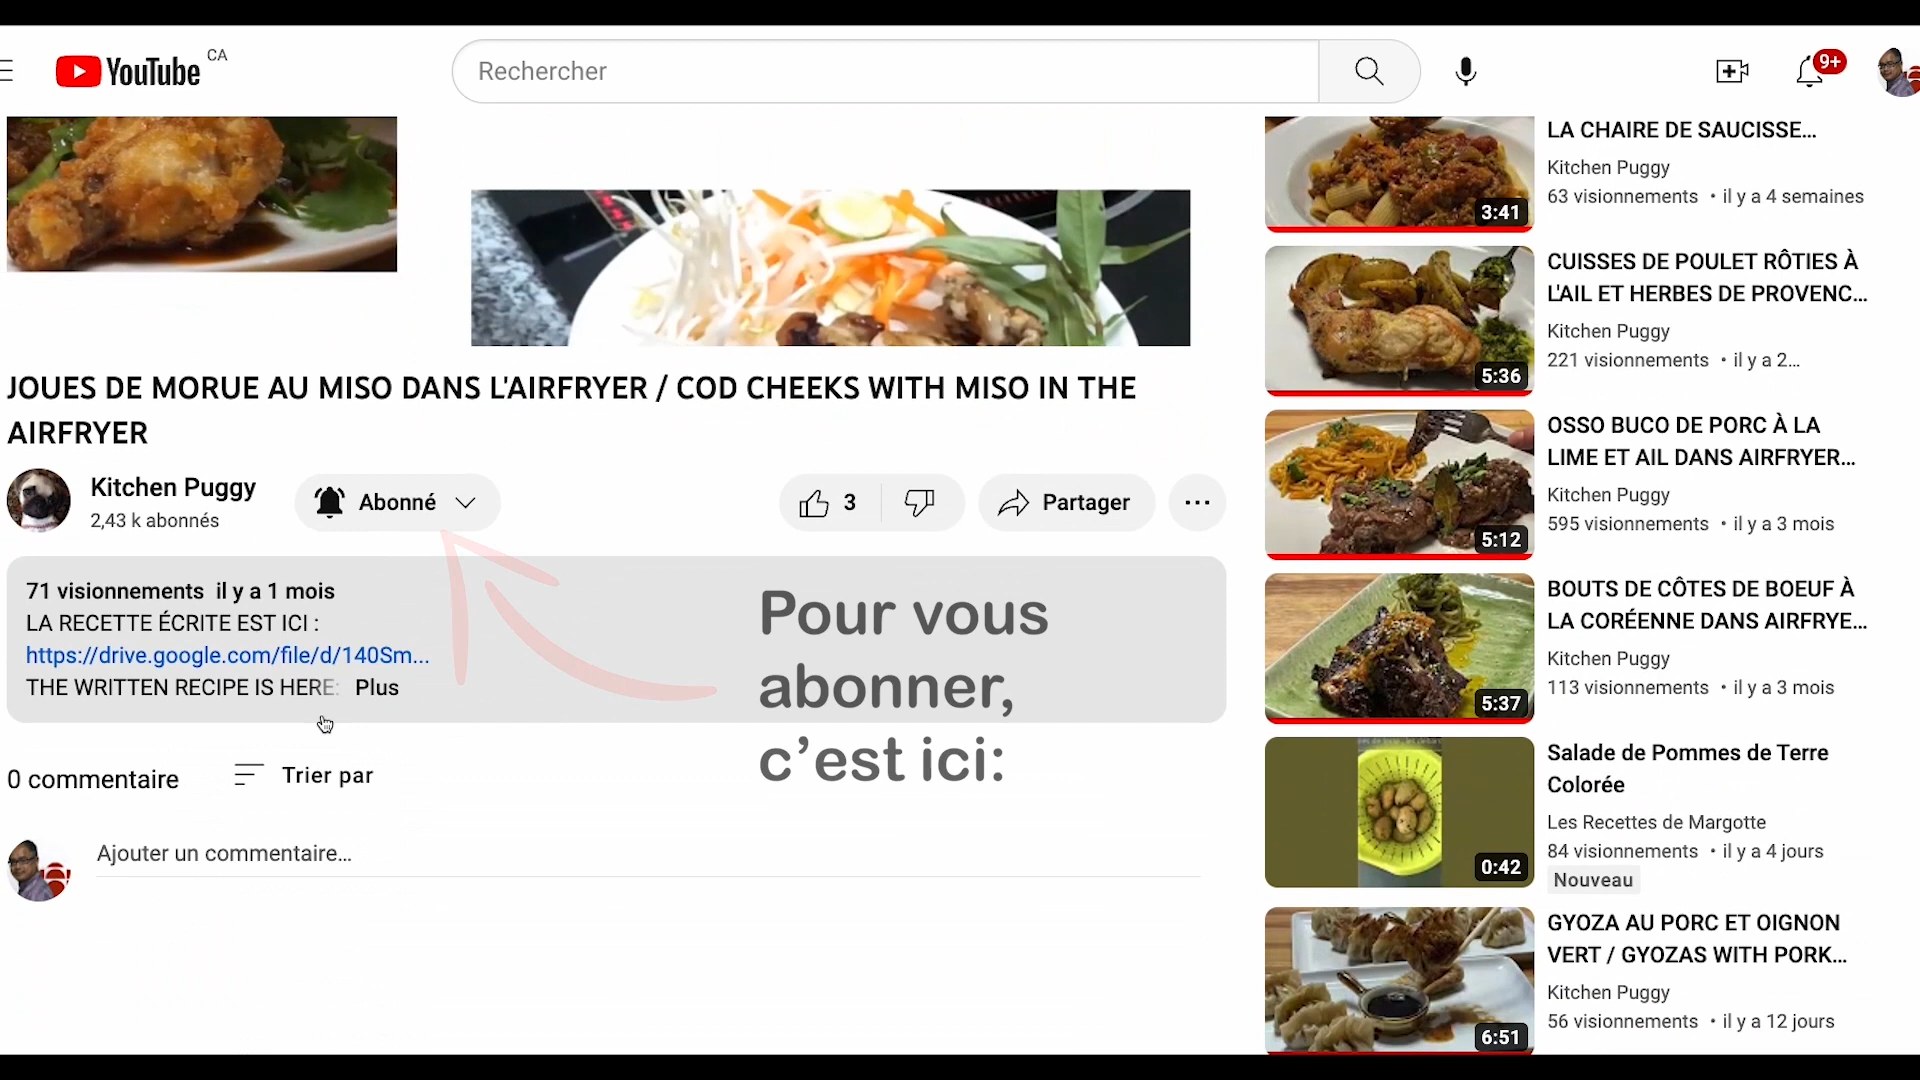 YouTube CA
Rechercher
9+
JOUES DE MORUE AU MISO DANS L'AIRFRYER / COD CHEEKS WITH MISO IN THE
AIRFRYER
Kitchen Puggy
2,43 k abonnés
Abonné
3
Partager
71 visionnements il y a 1 mois
LA RECETTE ÉCRITE EST ICI :
https://drive.google.com/file/d/140Sm...
THE WRITTEN RECIPE IS HERE: Plus
Pour vous
abonner,
c'est ici:
0 commentaire
Trier par
Ajouter un commentaire...
3:41
LA CHAIRE DE SAUCISSE...
Kitchen Puggy
63 visionnements • il y a 4 semaines
5:36
CUISSES DE POULET RÔTIES À
L'AIL ET HERBES DE PROVENC...
Kitchen Puggy
221 visionnements • il y a 2...
5:12
OSSO BUCO DE PORC À LA
LIME ET AIL DANS AIRFRYER...
Kitchen Puggy
595 visionnements • il y a 3 mois
5:37
BOUTS DE CÔTES DE BOEUF À
LA CORÉENNE DANS AIRFRYE...
Kitchen Puggy
113 visionnements • il y a 3 mois
0:42
Salade de Pommes de Terre
Colorée
Les Recettes de Margotte
84 visionnements • il y a 4 jours
Nouveau
6:51
GYOZA AU PORC ET OIGNON
VERT / GYOZAS WITH PORK...
Kitchen Puggy
56 visionnements • il y a 12 jours